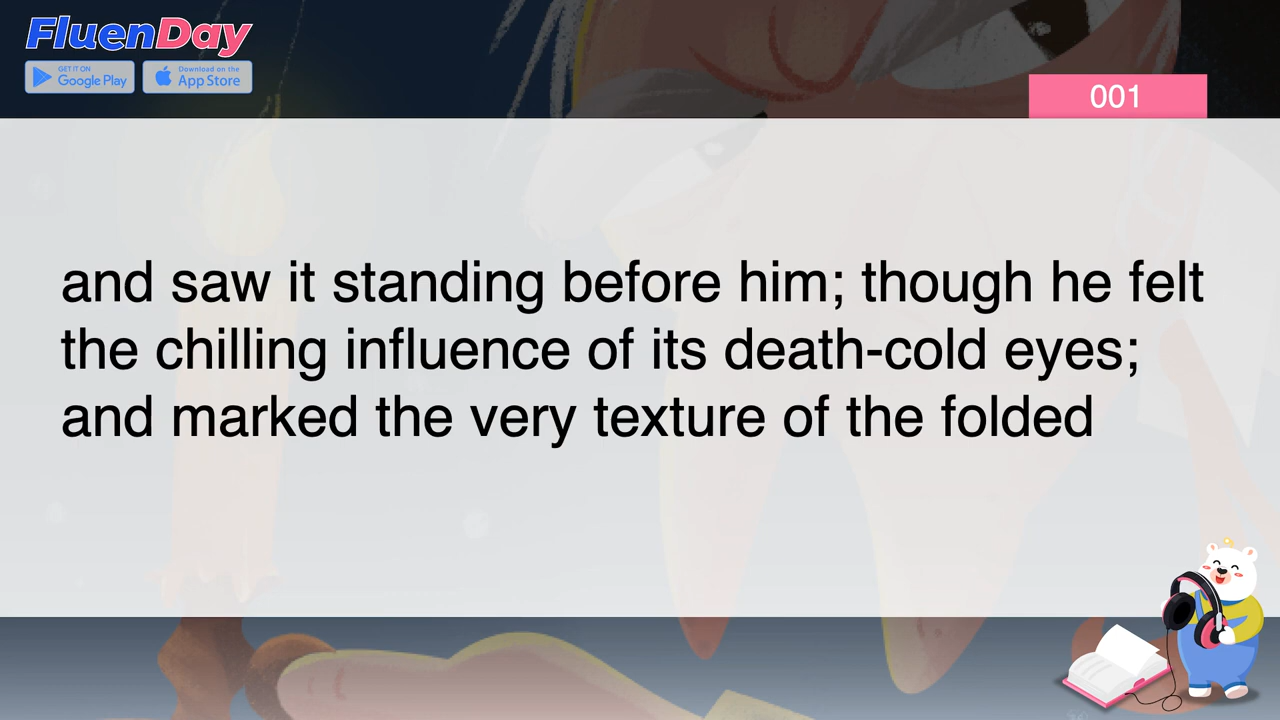 FluenDay
GET IT ON
Google Play
Download on the
App Store
001
and saw it standing before him; though he felt
the chilling influence of its death-cold eyes;
and marked the very texture of the folded